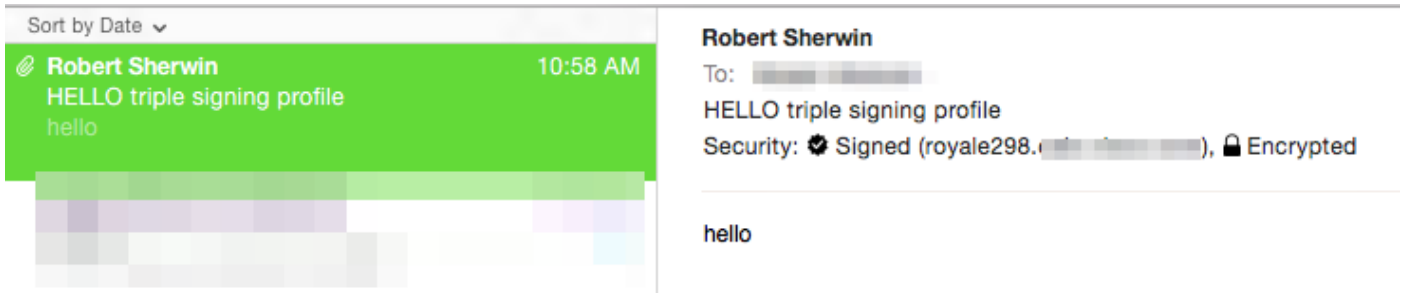 Sort by Date
Robert Sherwin 10:58 AM
HELLO triple signing profile
hello
Robert Sherwin
To:
HELLO triple signing profile
Security: Signed (royale298. ), Encrypted
hello